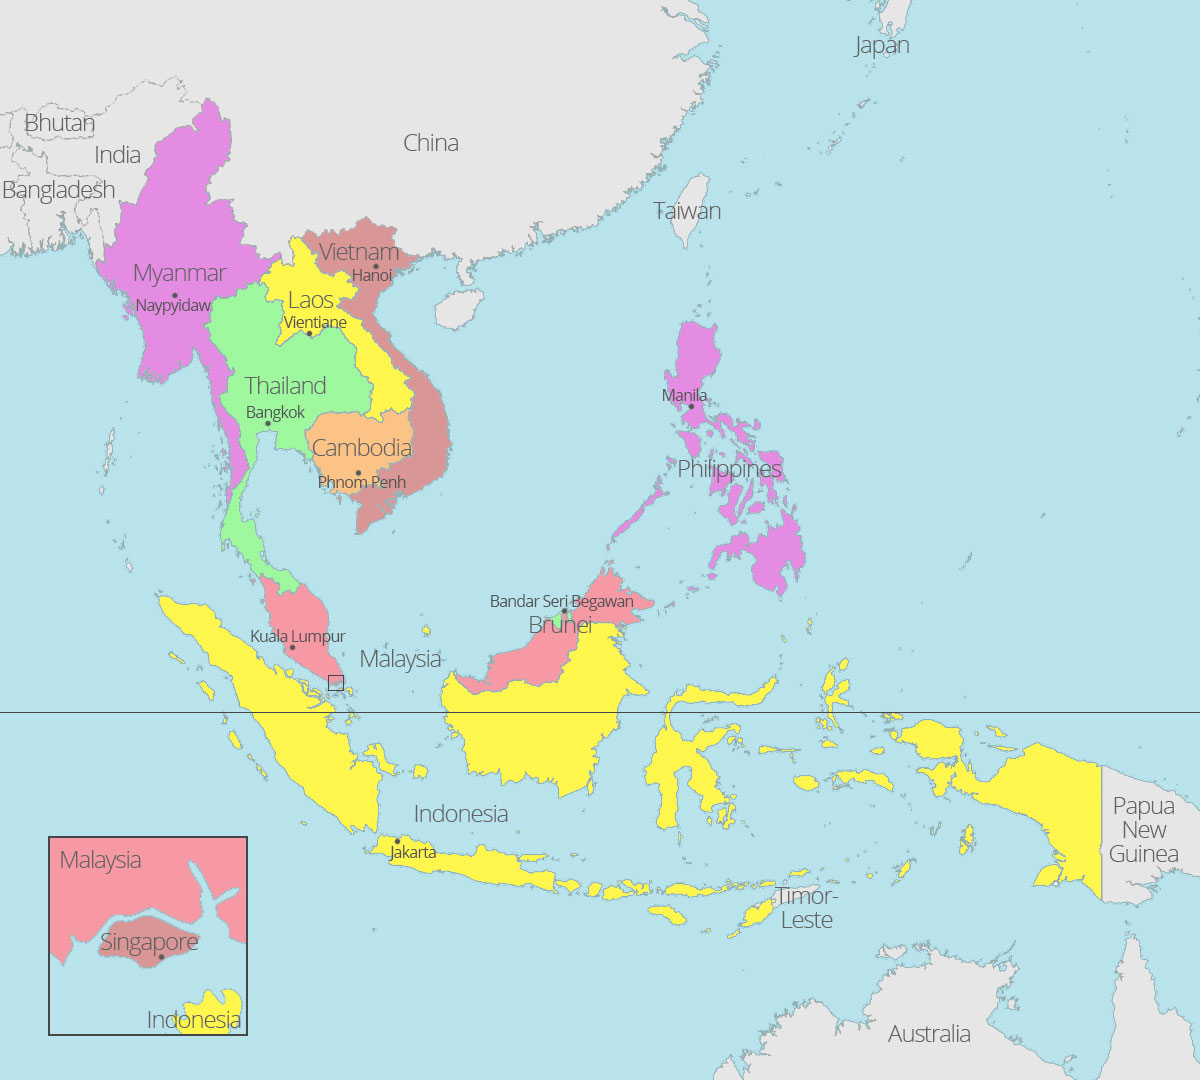 Japan
Bhutan
China
India
Bangladesh
Taiwan
Vietnam
Hanoi
Myanmar
Naypyidaw
Laos
Vientiane
Thailand
Bangkok
Manila
Cambodia
Phnom Penh
Philippines
Bandar Seri Begawan
Brunei
Kuala Lumpur
Malaysia
Indonesia
Jakarta
Papua
New
Guinea
Timor-
Leste
Malaysia
Singapore
Indonesia
Australia